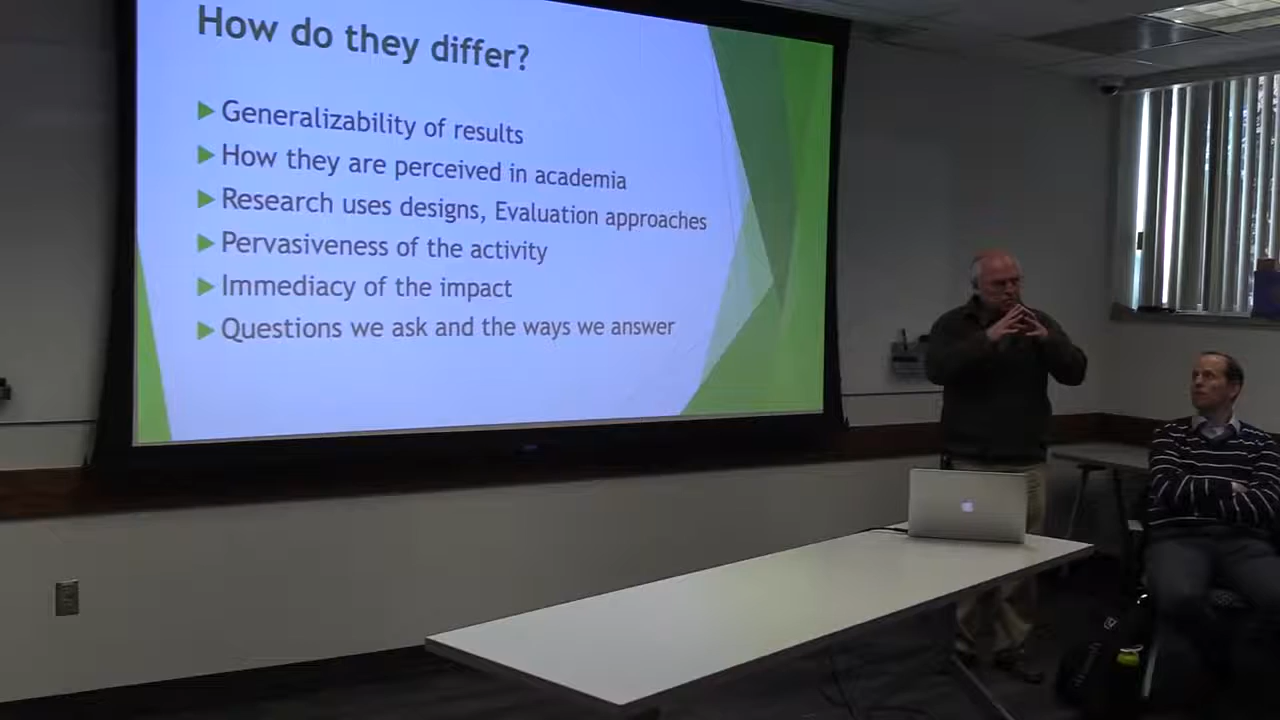 How do they differ?
Generalizability of results
How they are perceived in academia
Research uses designs, Evaluation approaches
Pervasiveness of the activity
Immediacy of the impact
Questions we ask and the ways we answer